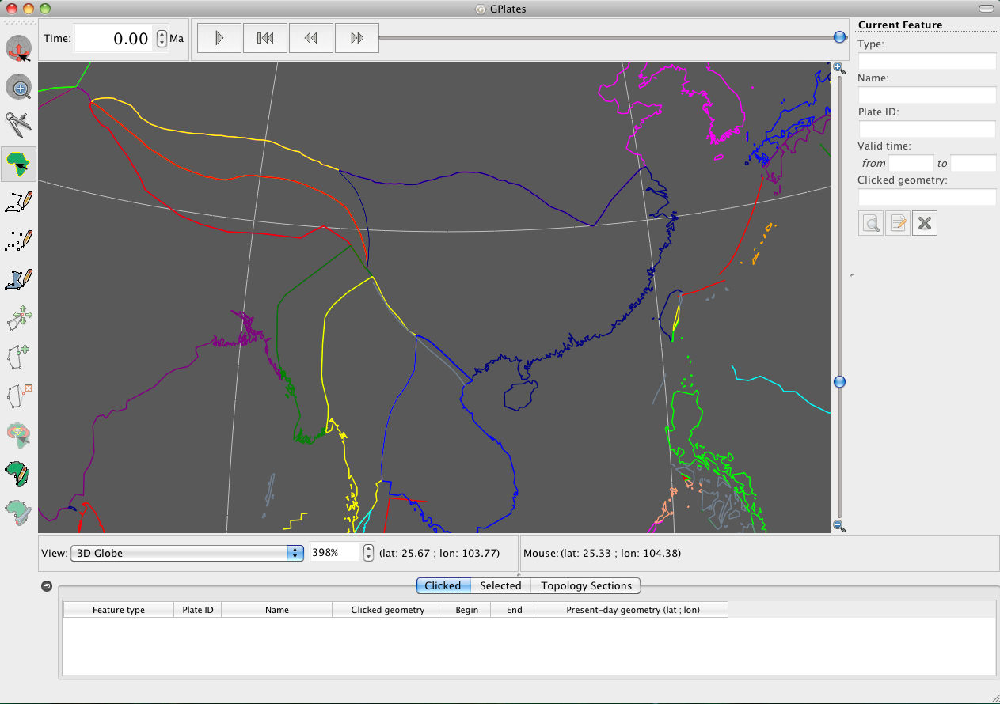 GPlates
Time: 0.00 Ma
Current Feature
Type:
Name:
Plate ID:
Valid time:
from to
Clicked geometry:
View: 3D Globe 398% (lat: 25.67 ; lon: 103.77) Mouse: (lat: 25.33 ; lon: 104.38)
Clicked Selected Topology Sections
Feature type Plate ID Name Clicked geometry Begin End Present-day geometry (lat ; lon)